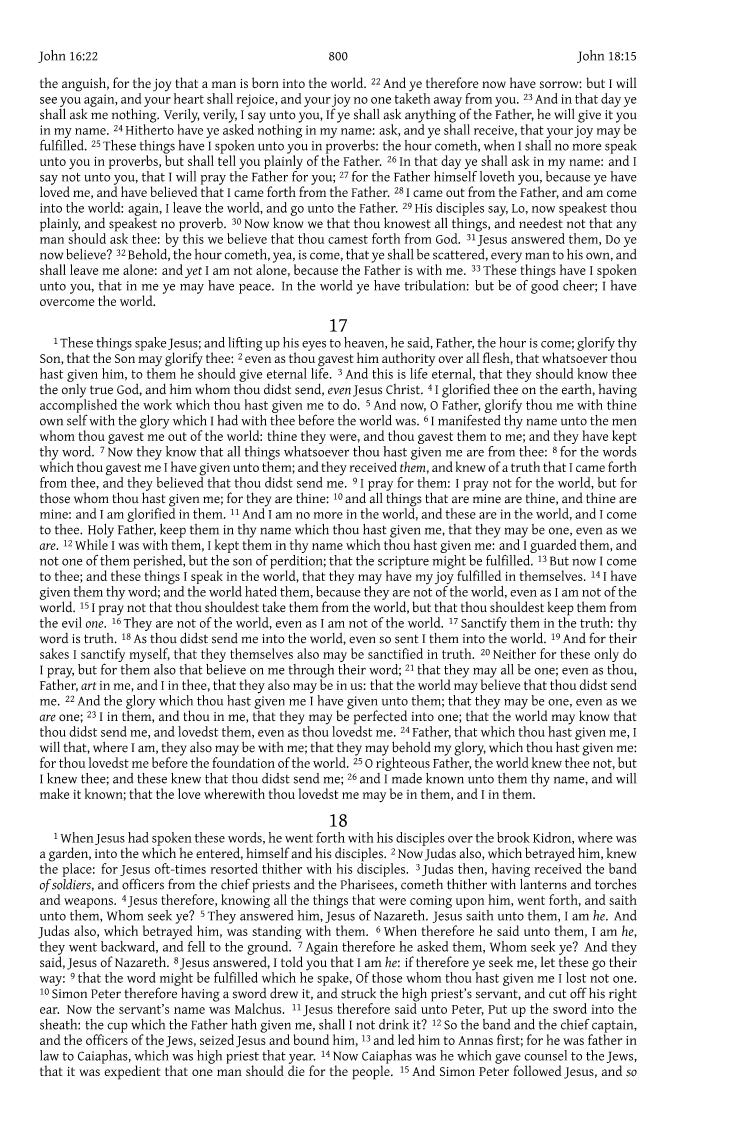 John 16:22 800 John 18:15
the anguish, for the joy that a man is born into the world. 22 And ye therefore now have sorrow: but I will
see you again, and your heart shall rejoice, and your joy no one taketh away from you. 23 And in that day ye
shall ask me nothing. Verily, verily, I say unto you, If ye shall ask anything of the Father, he will give it you
in my name. 24 Hitherto have ye asked nothing in my name: ask, and ye shall receive, that your joy may be
fulfilled. 25 These things have I spoken unto you in proverbs: the hour cometh, when I shall no more speak
unto you in proverbs, but shall tell you plainly of the Father. 26 In that day ye shall ask in my name: and I
say not unto you, that I will pray the Father for you; 27 for the Father himself loveth you, because ye have
loved me, and have believed that I came forth from the Father. 28 I came out from the Father, and am come
into the world: again, I leave the world, and go unto the Father. 29 His disciples say, Lo, now speakest thou
plainly, and speakest no proverb. 30 Now know we that thou knowest all things, and needest not that any
man should ask thee: by this we believe that thou camest forth from God. 31 Jesus answered them, Do ye
now believe? 32 Behold, the hour cometh, yea, is come, that ye shall be scattered, every man to his own, and
shall leave me alone: and yet I am not alone, because the Father is with me. 33 These things have I spoken
unto you, that in me ye may have peace. In the world ye have tribulation: but be of good cheer; I have
overcome the world.
17
1 These things spake Jesus; and lifting up his eyes to heaven, he said, Father, the hour is come; glorify thy
Son, that the Son may glorify thee: 2 even as thou gavest him authority over all flesh, that whatsoever thou
hast given him, to them he should give eternal life. 3 And this is life eternal, that they should know thee
the only true God, and him whom thou didst send, even Jesus Christ. 4 I glorified thee on the earth, having
accomplished the work which thou hast given me to do. 5 And now, O Father, glorify thou me with thine
own self with the glory which I had with thee before the world was. 6 I manifested thy name unto the men
whom thou gavest me out of the world: thine they were, and thou gavest them to me; and they have kept
thy word. 7 Now they know that all things whatsoever thou hast given me are from thee: 8 for the words
which thou gavest me I have given unto them; and they received them, and knew of a truth that I came forth
from thee, and they believed that thou didst send me. 9 I pray for them: I pray not for the world, but for
those whom thou hast given me; for they are thine: 10 and all things that are mine are thine, and thine are
mine: and I am glorified in them. 11 And I am no more in the world, and these are in the world, and I come
to thee. Holy Father, keep them in thy name which thou hast given me, that they may be one, even as we
are. 12 While I was with them, I kept them in thy name which thou hast given me: and I guarded them, and
not one of them perished, but the son of perdition; that the scripture might be fulfilled. 13 But now I come
to thee; and these things I speak in the world, that they may have my joy fulfilled in themselves. 14 I have
given them thy word; and the world hated them, because they are not of the world, even as I am not of the
world. 15 I pray not that thou shouldest take them from the world, but that thou shouldest keep them from
the evil one. 16 They are not of the world, even as I am not of the world. 17 Sanctify them in the truth: thy
word is truth. 18 As thou didst send me into the world, even so sent I them into the world. 19 And for their
sakes I sanctify myself, that they themselves also may be sanctified in truth. 20 Neither for these only do
I pray, but for them also that believe on me through their word; 21 that they may all be one; even as thou,
Father, art in me, and I in thee, that they also may be in us: that the world may believe that thou didst send
me. 22 And the glory which thou hast given me I have given unto them; that they may be one, even as we
are one; 23 I in them, and thou in me, that they may be perfected into one; that the world may know that
thou didst send me, and lovedst them, even as thou lovedst me. 24 Father, that which thou hast given me, I
will that, where I am, they also may be with me; that they may behold my glory, which thou hast given me:
for thou lovedst me before the foundation of the world. 25 O righteous Father, the world knew thee not, but
I knew thee; and these knew that thou didst send me; 26 and I made known unto them thy name, and will
make it known; that the love wherewith thou lovedst me may be in them, and I in them.
18
1 When Jesus had spoken these words, he went forth with his disciples over the brook Kidron, where was
a garden, into the which he entered, himself and his disciples. 2 Now Judas also, which betrayed him, knew
the place: for Jesus oft-times resorted thither with his disciples. 3 Judas then, having received the band
of soldiers, and officers from the chief priests and the Pharisees, cometh thither with lanterns and torches
and weapons. 4 Jesus therefore, knowing all the things that were coming upon him, went forth, and saith
unto them, Whom seek ye? 5 They answered him, Jesus of Nazareth. Jesus saith unto them, I am he. And
Judas also, which betrayed him, was standing with them. 6 When therefore he said unto them, I am he,
they went backward, and fell to the ground. 7 Again therefore he asked them, Whom seek ye? And they
said, Jesus of Nazareth. 8 Jesus answered, I told you that I am he: if therefore ye seek me, let these go their
way: 9 that the word might be fulfilled which he spake, Of those whom thou hast given me I lost not one.
10 Simon Peter therefore having a sword drew it, and struck the high priest's servant, and cut off his right
ear. Now the servant's name was Malchus. 11 Jesus therefore said unto Peter, Put up the sword into the
sheath: the cup which the Father hath given me, shall I not drink it? 12 So the band and the chief captain,
and the officers of the Jews, seized Jesus and bound him, 13 and led him to Annas first; for he was father in
law to Caiaphas, which was high priest that year. 14 Now Caiaphas was he which gave counsel to the Jews,
that it was expedient that one man should die for the people. 15 And Simon Peter followed Jesus, and so